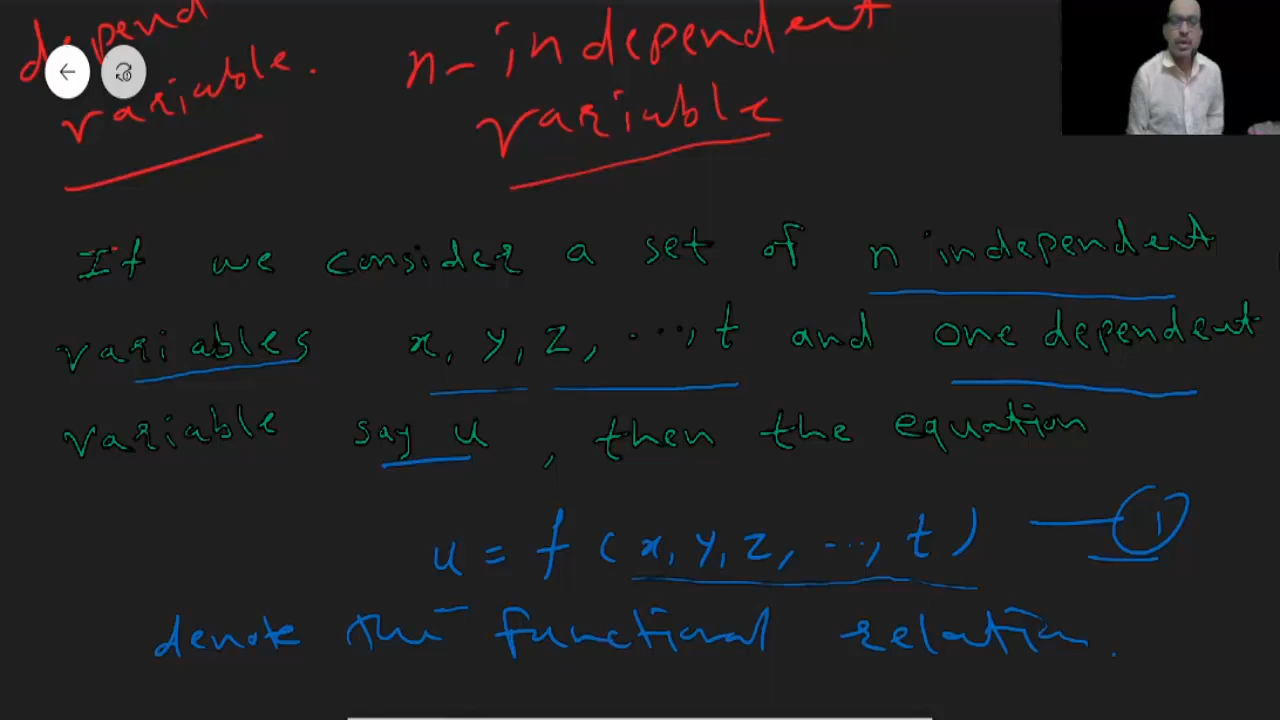 depend n-independent
variable. variable
If we consider a set of n independent
variables x, y, z, ..., t and one dependent
variable say u, then the equation
u = f (x, y, z, ..., t) — 1
denote the functional relation.